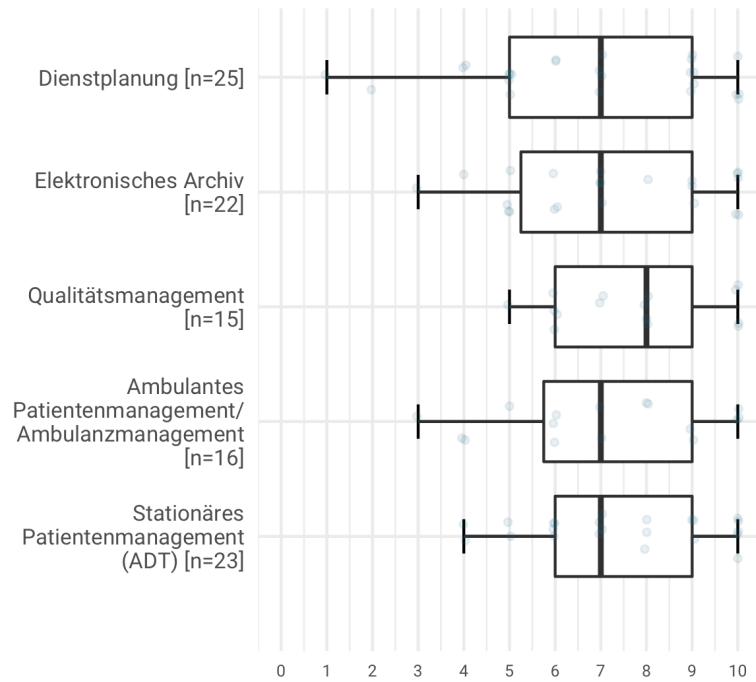 Dienstplanung [n=25]
Elektronisches Archiv
[n=22]
Qualitätsmanagement
[n=15]
Ambulantes
Patientenmanagement/
Ambulanzmanagement
[n=16]
Stationäres
Patientenmanagement
(ADT) [n=23]
0 1 2 3 4 5 6 7 8 9 10